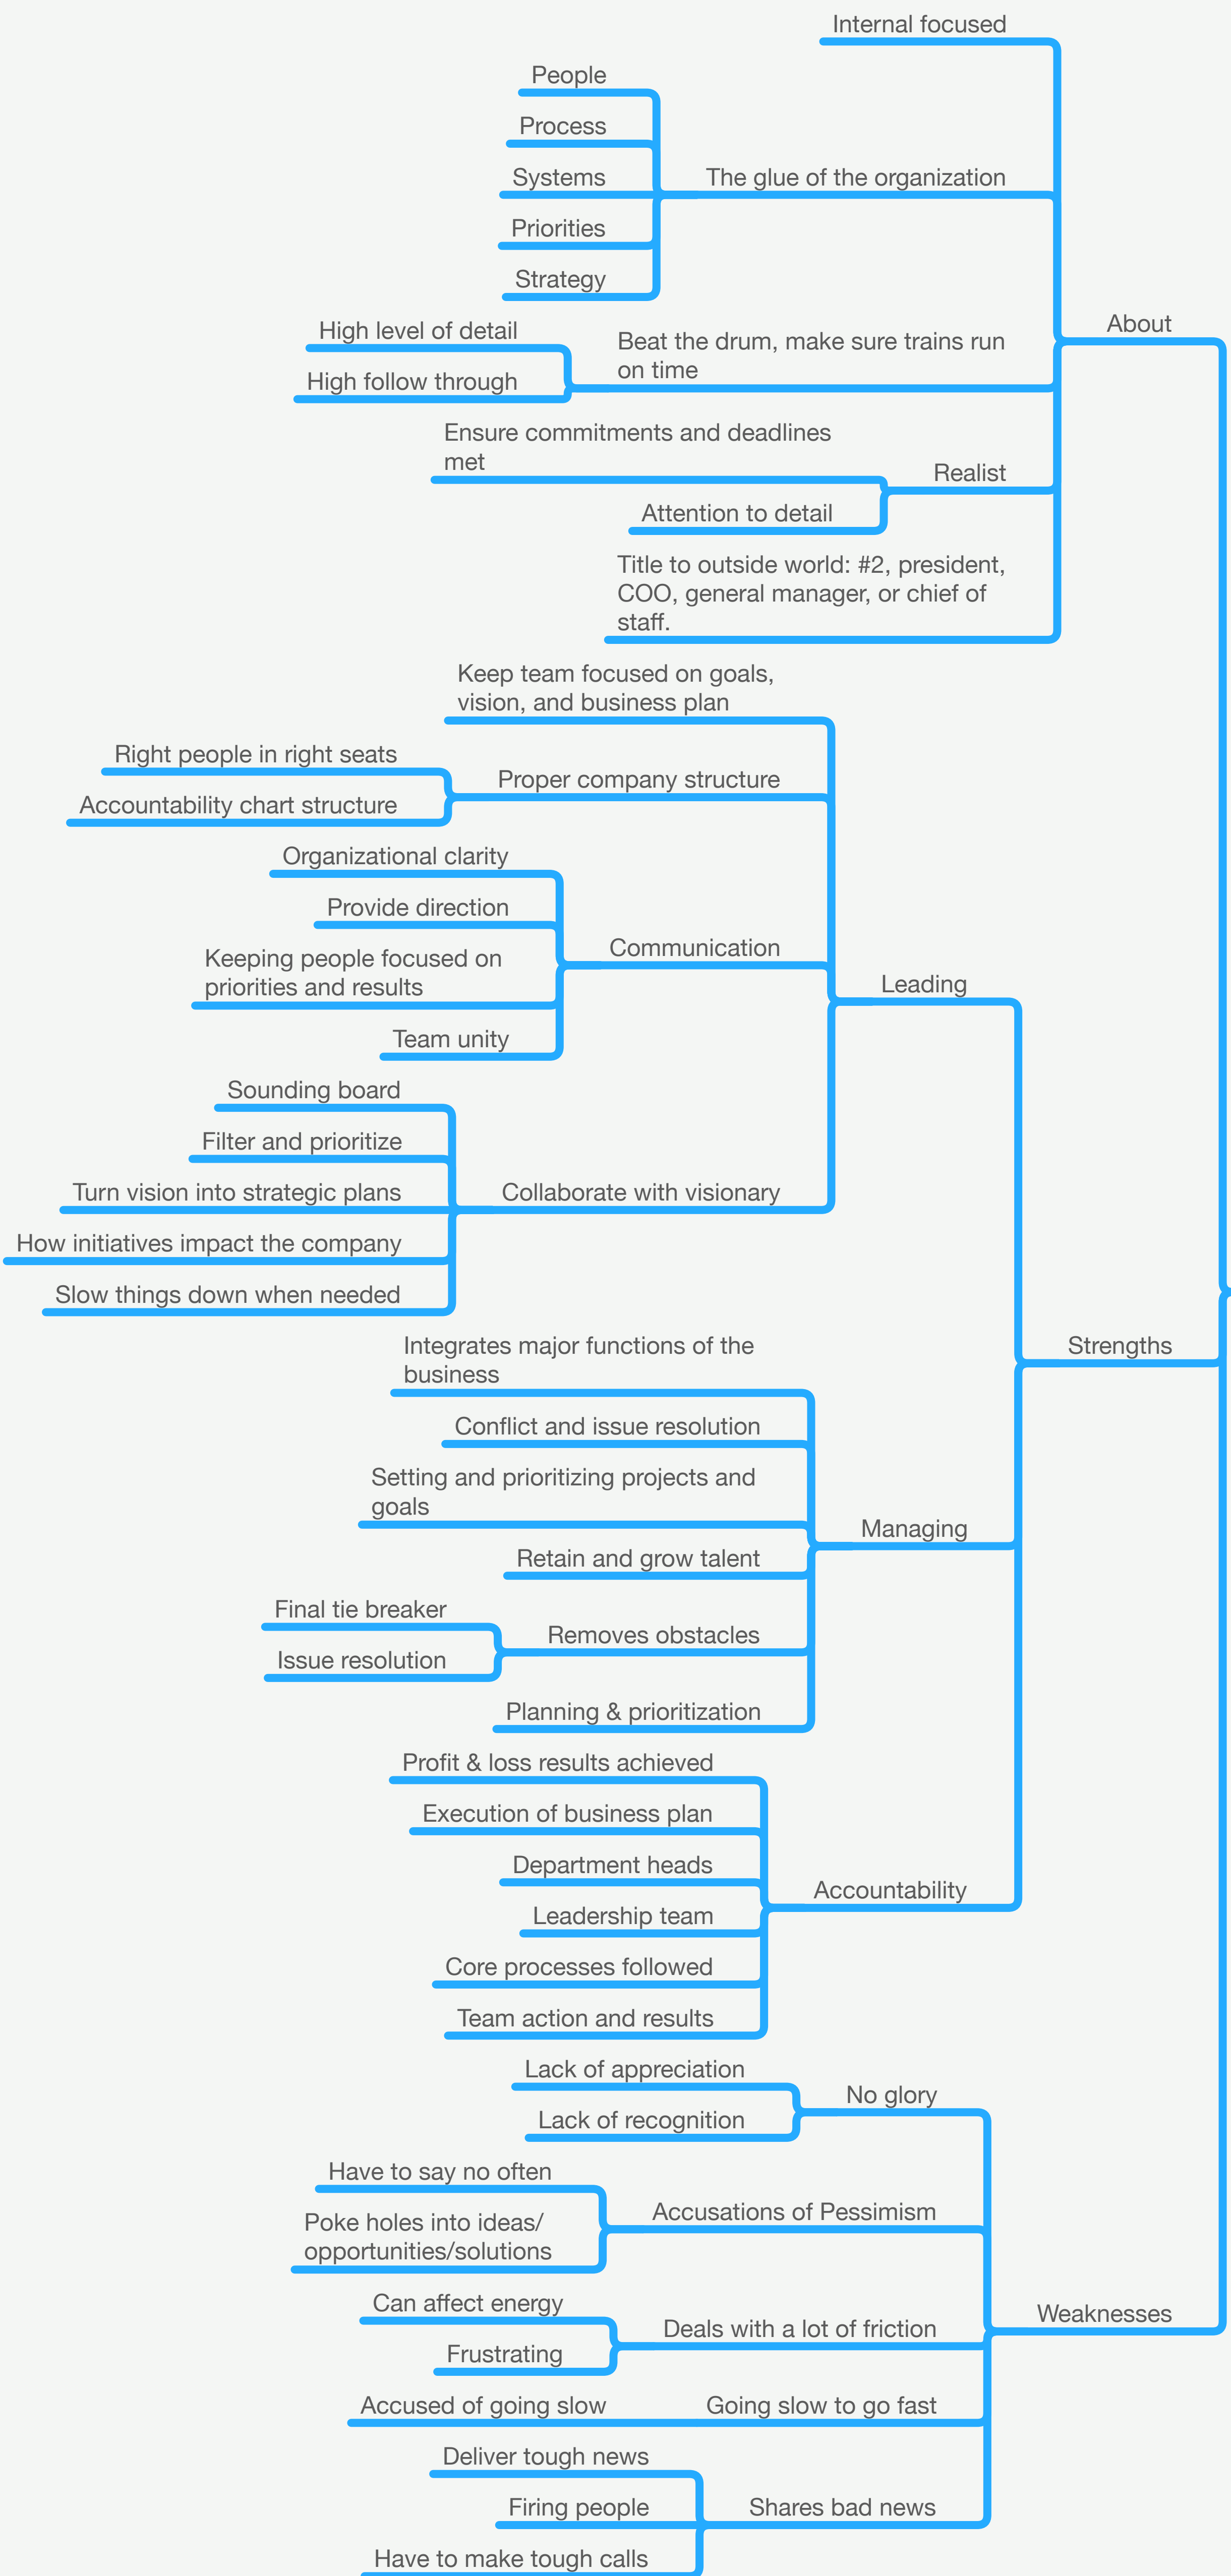 Internal focused
People
Process
Systems
The glue of the organization
Priorities
Strategy
About
High level of detail
Beat the drum, make sure trains run
on time
High follow through
Ensure commitments and deadlines
met
Realist
Attention to detail
Title to outside world: #2, president,
COO, general manager, or chief of
staff.
Keep team focused on goals,
vision, and business plan
Right people in right seats
Proper company structure
Accountability chart structure
Organizational clarity
Provide direction
Communication
Keeping people focused on
priorities and results
Leading
Team unity
Sounding board
Filter and prioritize
Turn vision into strategic plans
Collaborate with visionary
How initiatives impact the company
Slow things down when needed
Strengths
Integrates major functions of the
business
Conflict and issue resolution
Setting and prioritizing projects and
goals
Managing
Retain and grow talent
Final tie breaker
Removes obstacles
Issue resolution
Planning & prioritization
Profit & loss results achieved
Execution of business plan
Department heads
Accountability
Leadership team
Core processes followed
Team action and results
Lack of appreciation
No glory
Lack of recognition
Have to say no often
Accusations of Pessimism
Poke holes into ideas/
opportunities/solutions
Can affect energy
Weaknesses
Deals with a lot of friction
Frustrating
Accused of going slow
Going slow to go fast
Deliver tough news
Firing people
Shares bad news
Have to make tough calls